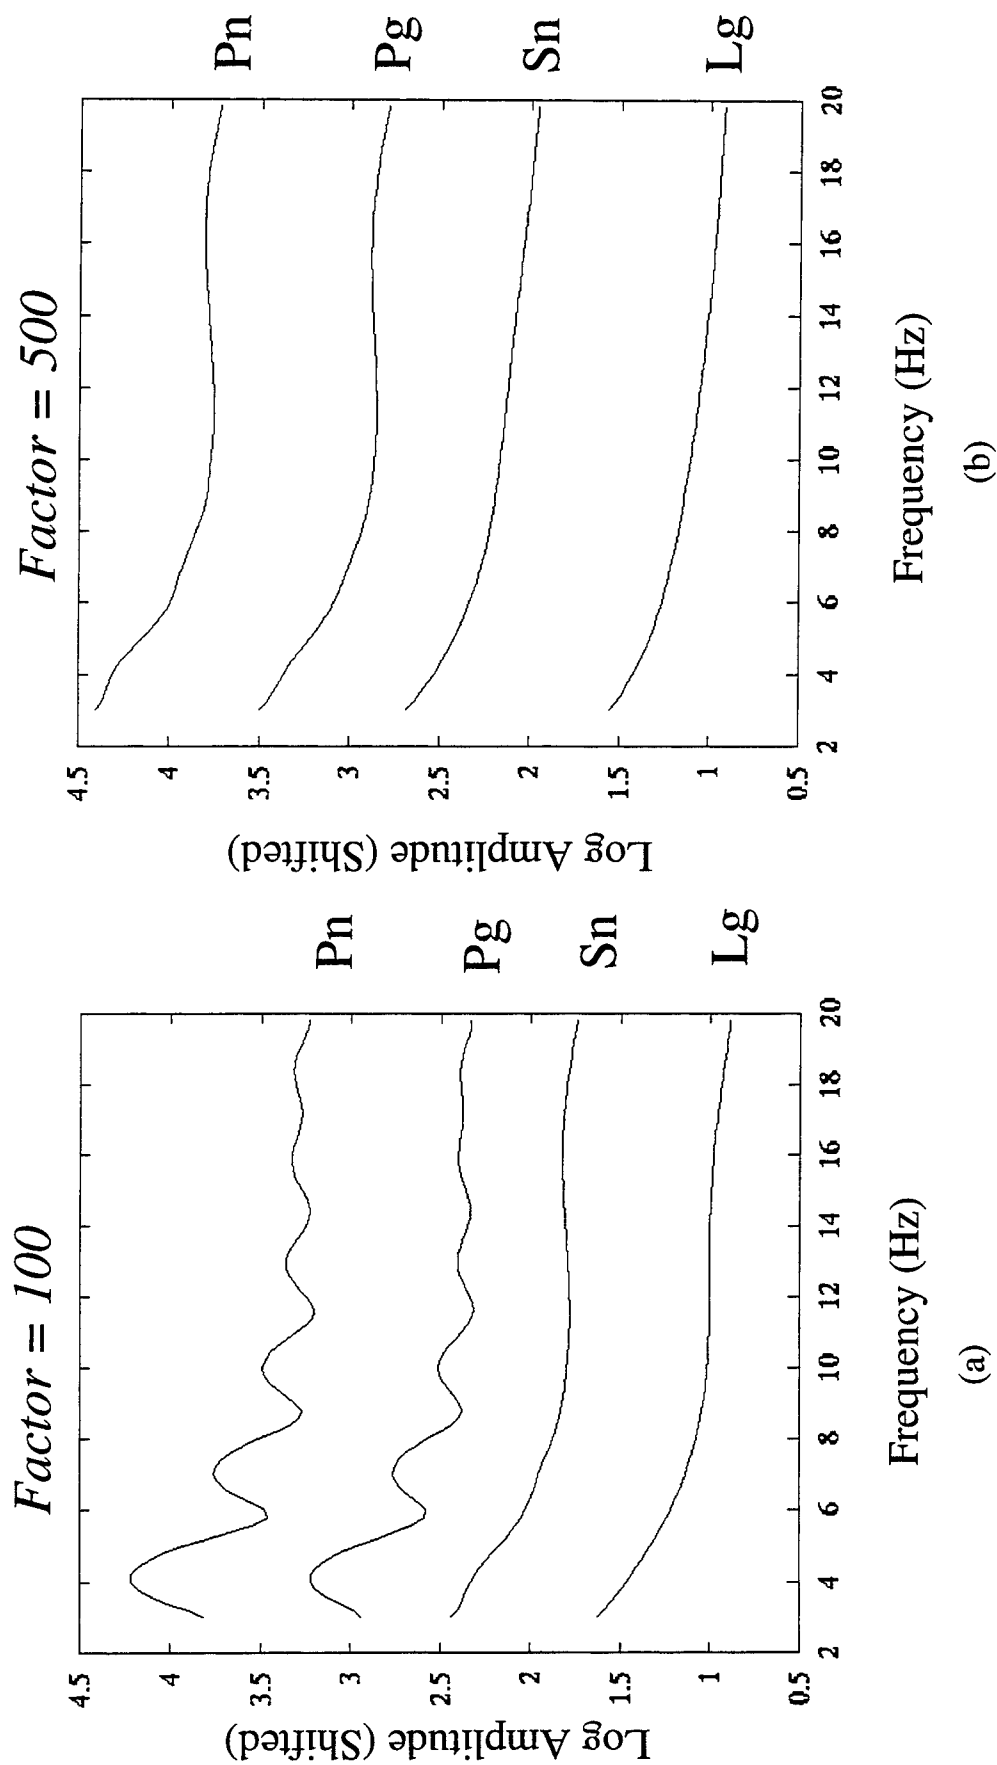 Factor = 100
Log Amplitude (Shifted)
4.5
4
3.5
3
2.5
2
1.5
1
0.5
2 4 6 8 10 12 14 16 18 20
Pn
Pg
Sn
Lg
Frequency (Hz)
(a)
Factor = 500
Log Amplitude (Shifted)
4.5
4
3.5
3
2.5
2
1.5
1
0.5
2 4 6 8 10 12 14 16 18 20
Pn
Pg
Sn
Lg
Frequency (Hz)
(b)